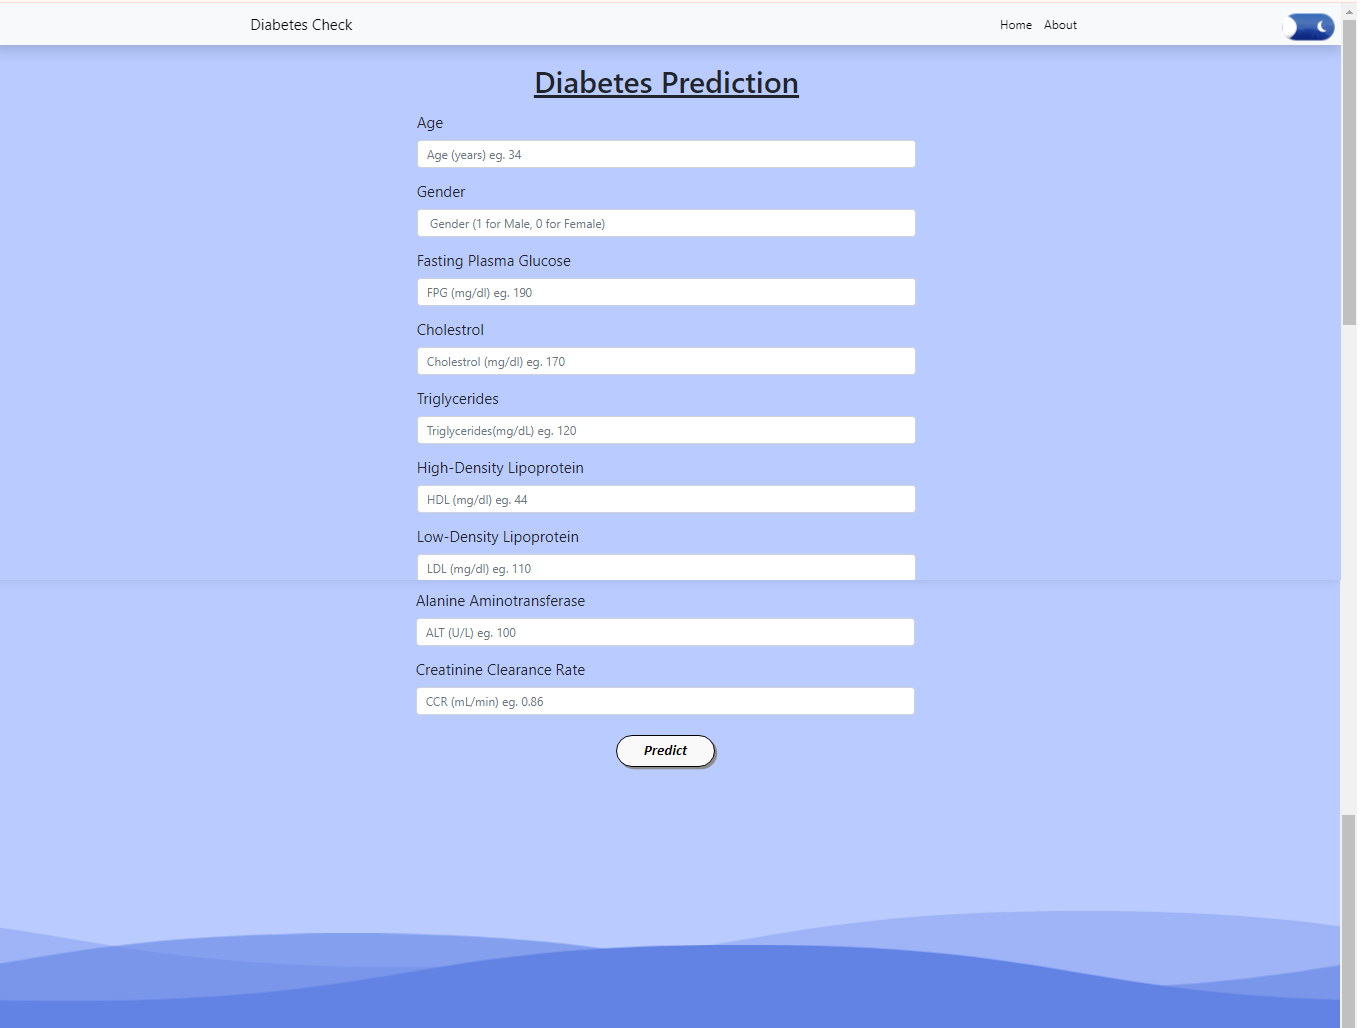 Diabetes Check Home About
Diabetes Prediction
Age
Age (years) eg. 34
Gender
Gender (1 for Male, 0 for Female)
Fasting Plasma Glucose
FPG (mg/dl) eg. 190
Cholestrol
Cholestrol (mg/dl) eg. 170
Triglycerides
Triglycerides(mg/dL) eg. 120
High-Density Lipoprotein
HDL (mg/dl) eg. 44
Low-Density Lipoprotein
LDL (mg/dl) eg. 110
Alanine Aminotransferase
ALT (U/L) eg. 100
Creatinine Clearance Rate
CCR (mL/min) eg. 0.86
Predict